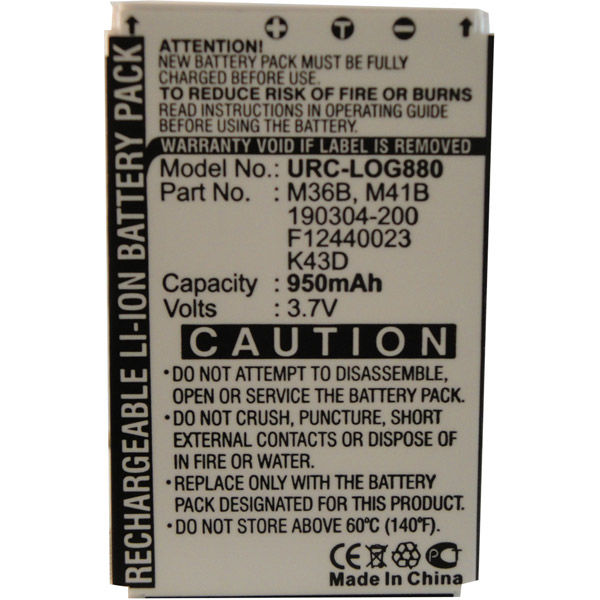 RECHARGEABLE LI-ION BATTERY PACK
ATTENTION!
NEW BATTERY PACK MUST BE FULLY
CHARGED BEFORE USE
TO REDUCE RISK OF FIRE OR BURNS
READ INSTRUCTIONS IN OPERATING GUIDE
BEFORE USING THE BATTERY PACK.
WARRANTY VOID IF LABEL IS REMOVED
Model No.: URC-LOG880
Part No. : M36B, M41B
190304-200
F12440023
K43D
Capacity : 950mAh
Volts : 3.7V
CAUTION
•DO NOT ATTEMPT TO DISASSEMBLE,
OPEN OR SERVICE THE BATTERY PACK.
•DO NOT CRUSH, PUNCTURE, SHORT
EXTERNAL CONTACTS OR DISPOSE OF
IN FIRE OR WATER.
•REPLACE ONLY WITH THE BATTERY
PACK DESIGNATED FOR THIS PRODUCT.
•DO NOT STORE ABOVE 60°C (140°F).
CE
Made In China